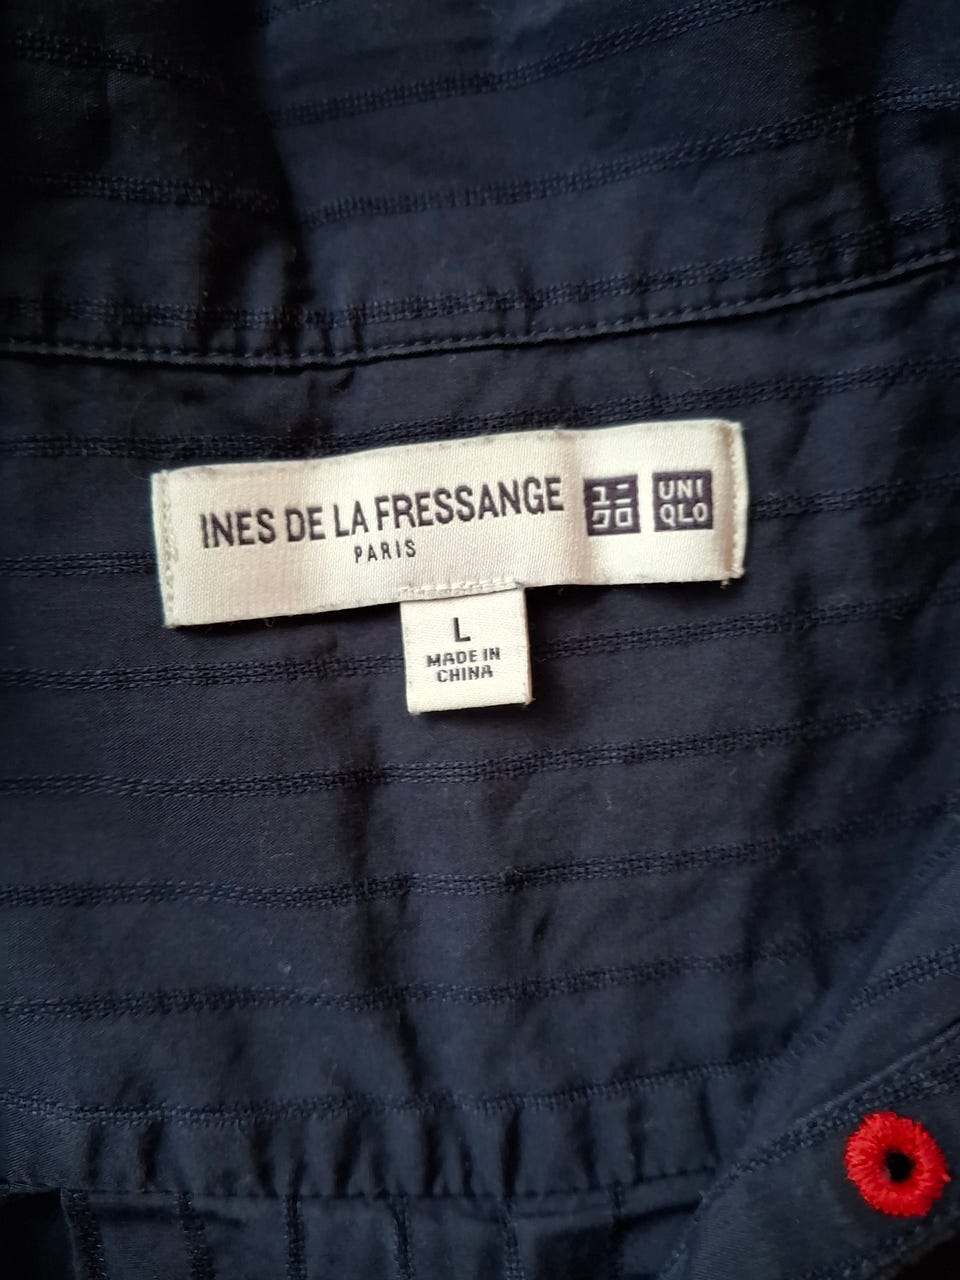 INES DE LA FRESSANGE
PARIS
ユニ
クロ
UNI
QLO
L
MADE IN
CHINA